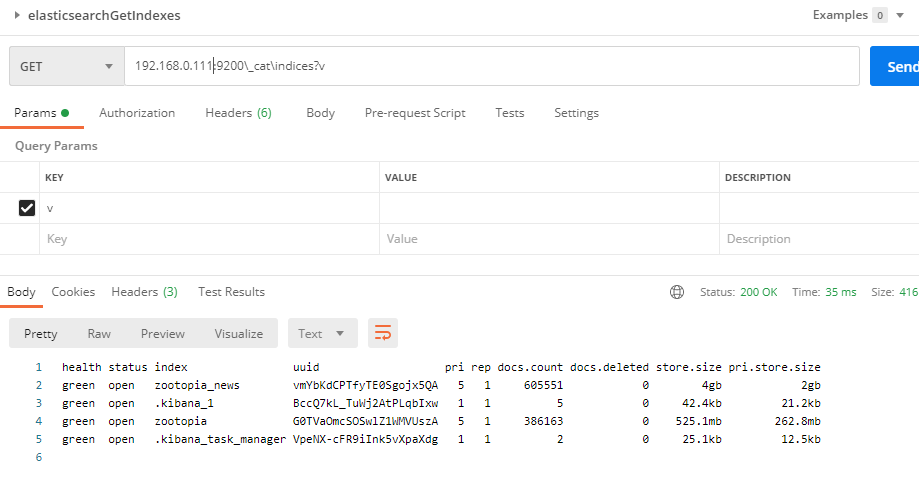 elasticsearchGetIndexes Examples 0
GET 192.168.0.111:9200\_cat\indices?v Send
Params Authorization Headers (6) Body Pre-request Script Tests Settings
Query Params
KEY VALUE DESCRIPTION
v
Key Value Description
Body Cookies Headers (3) Test Results Status: 200 OK Time: 35 ms Size: 416
Pretty Raw Preview Visualize Text
1 health status index uuid pri rep docs.count docs.deleted store.size pri.store.size
2 green open zootopia_news vmYbKdCPTfyTE0Sgojx5QA 5 1 605551 0 4gb 2gb
3 green open .kibana_1 BccQ7kL_TuWj2AtPLqbIxw 1 1 5 0 42.4kb 21.2kb
4 green open zootopia G0TVaOmcSOSwlZ1WMVUszA 5 1 386163 0 525.1mb 262.8mb
5 green open .kibana_task_manager VpeNX-cFR9iInk5vXpaXdg 1 1 2 0 25.1kb 12.5kb
6